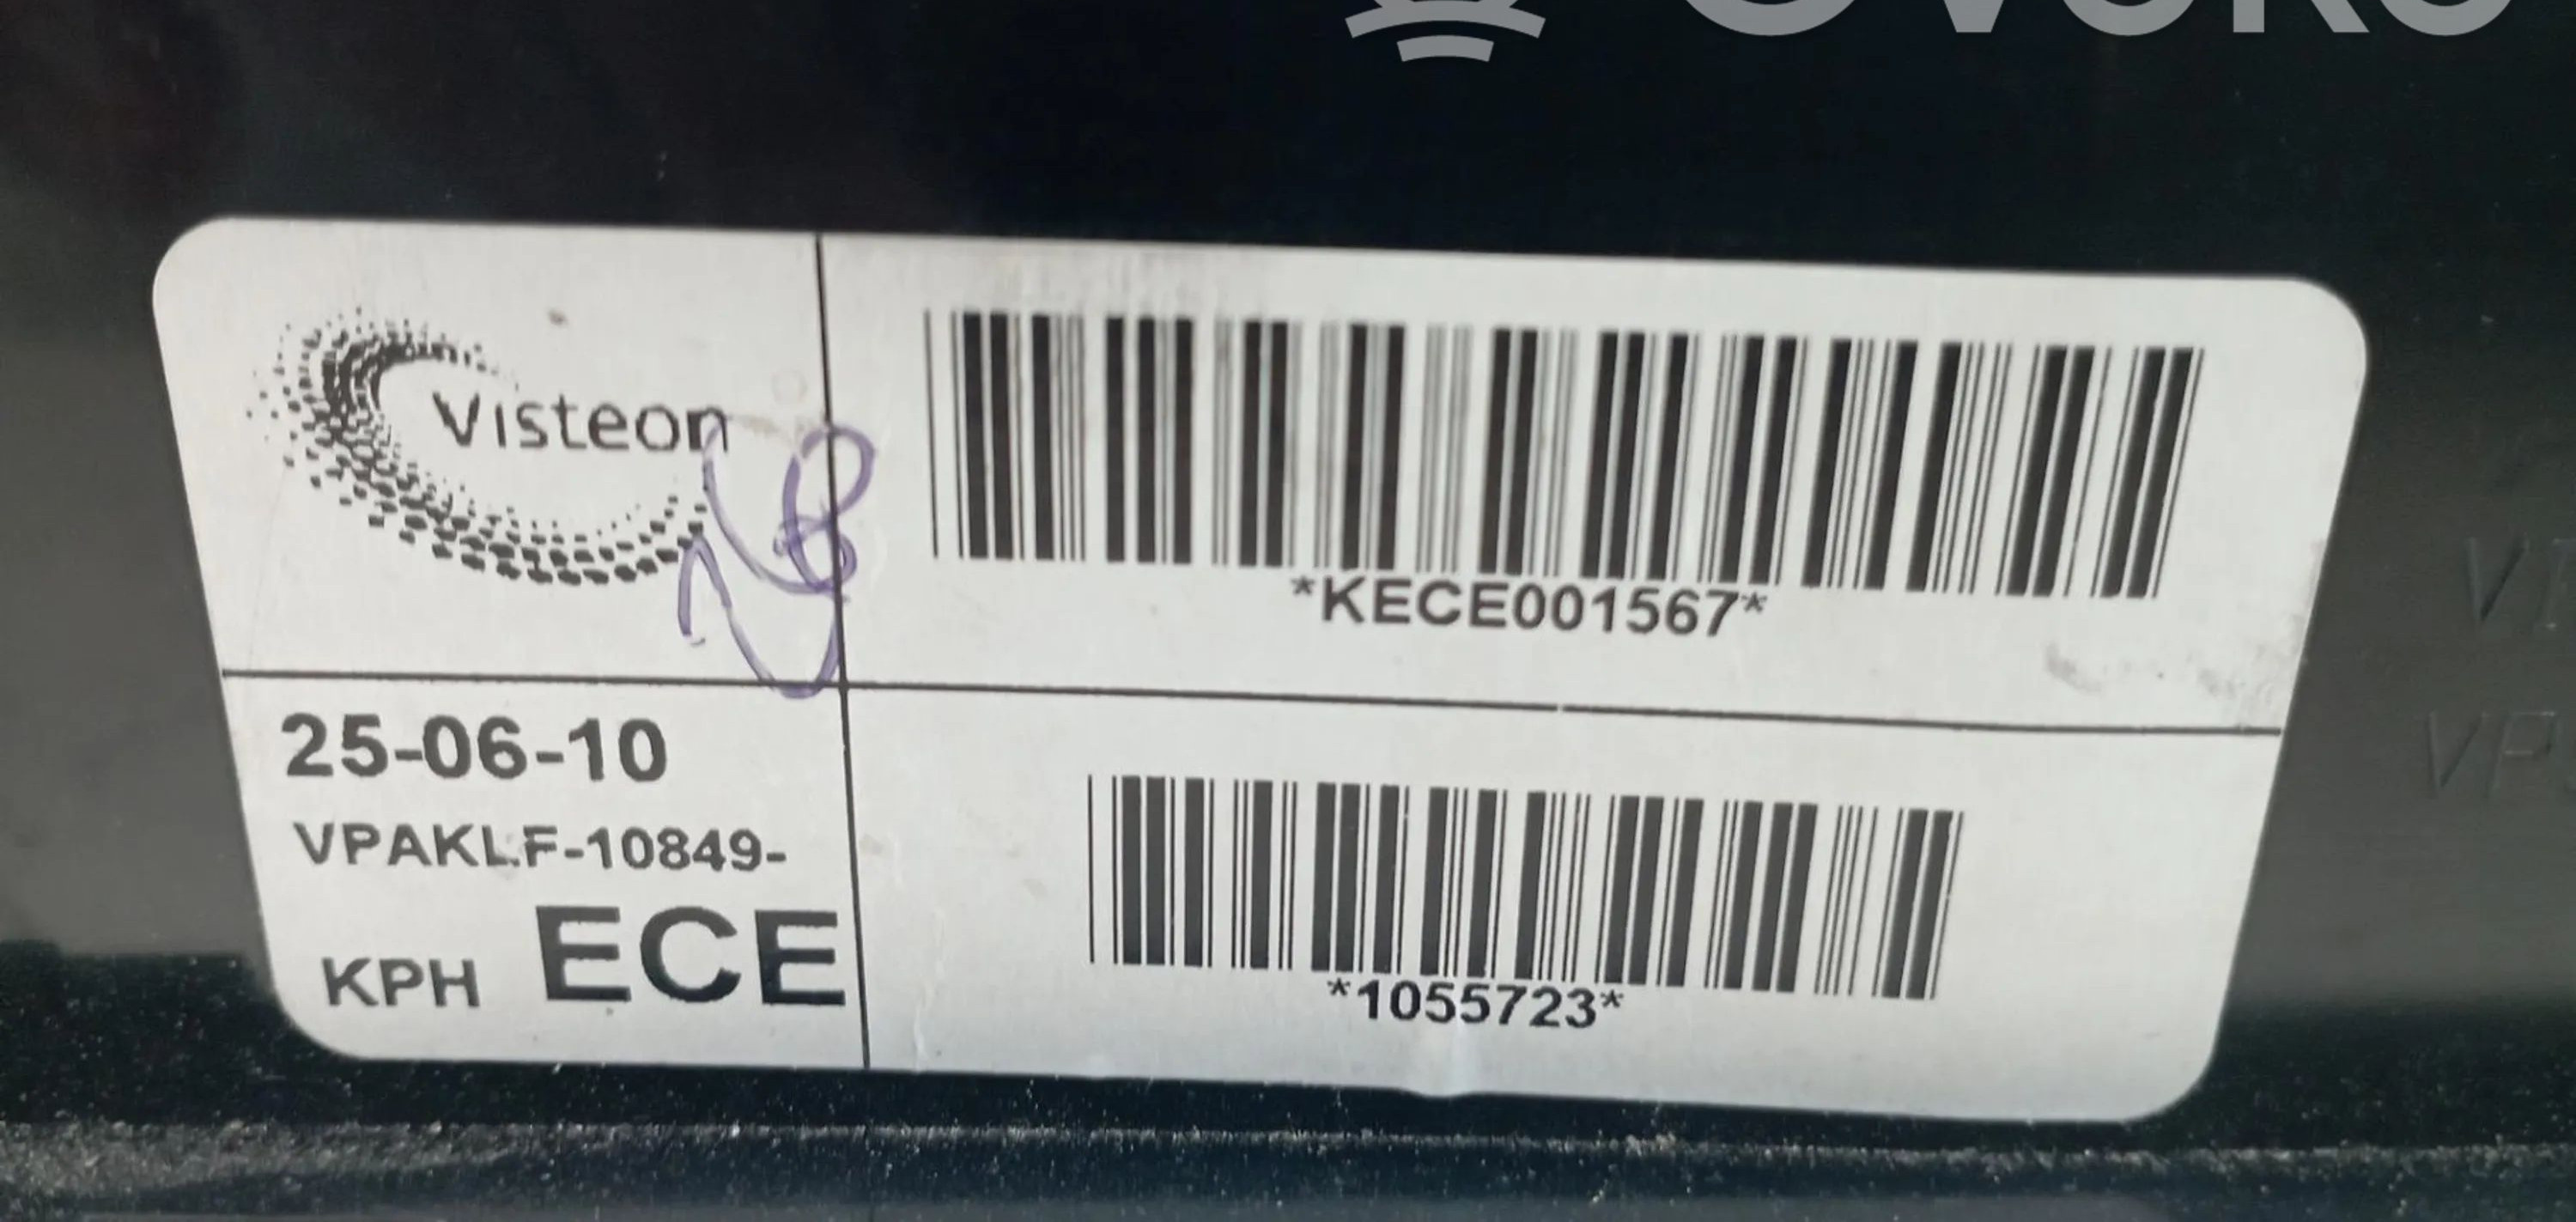 Visteon
*KECE001567*
25-06-10
VPAKLF-10849-
KPH ECE
*1055723*